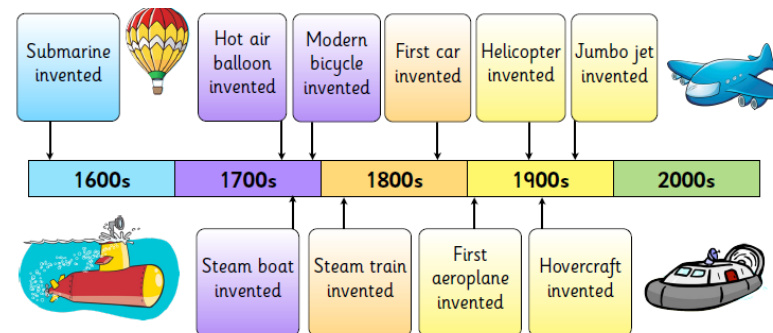 Submarine
invented
Hot air
balloon
invented
Modern
bicycle
invented
First car
invented
Helicopter
invented
Jumbo jet
invented
1600s
1700s
1800s
1900s
2000s
Steam boat
invented
Steam train
invented
First
aeroplane
invented
Hovercraft
invented